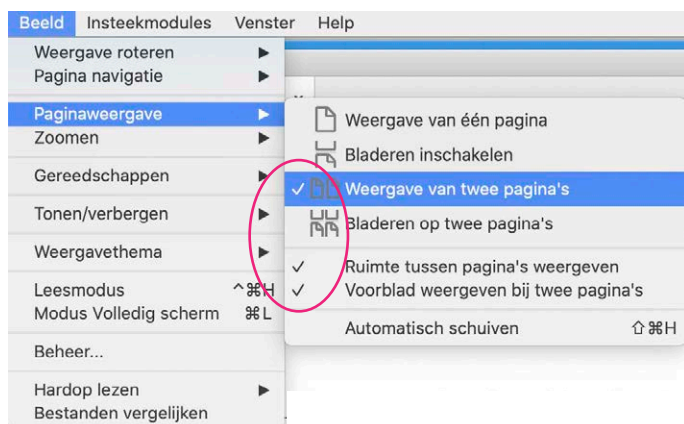 Beeld Insteekmodules Venster Help
Weergave roteren
Pagina navigatie
Paginaweergave
Zoomen
Gereedschappen
Tonen/verbergen
Weergavethema
Leesmodus ^⌘H
Modus Volledig scherm ⌘L
Beheer...
Hardop lezen
Bestanden vergelijken
Weergave van één pagina
Bladeren inschakelen
Weergave van twee pagina's
Bladeren op twee pagina's
Ruimte tussen pagina's weergeven
Voorblad weergeven bij twee pagina's
Automatisch schuiven ⇧⌘H